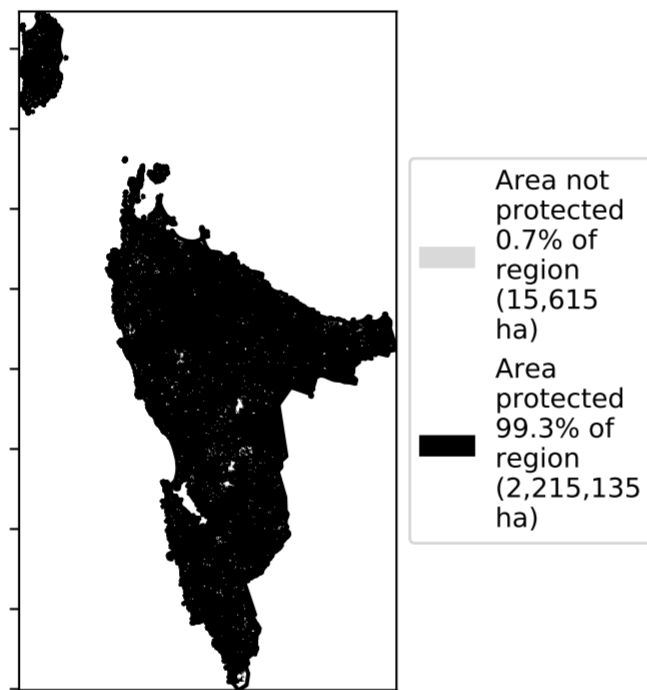 Area not
protected
0.7% of
region
(15,615
ha)
Area
protected
99.3% of
region
(2,215,135
ha)